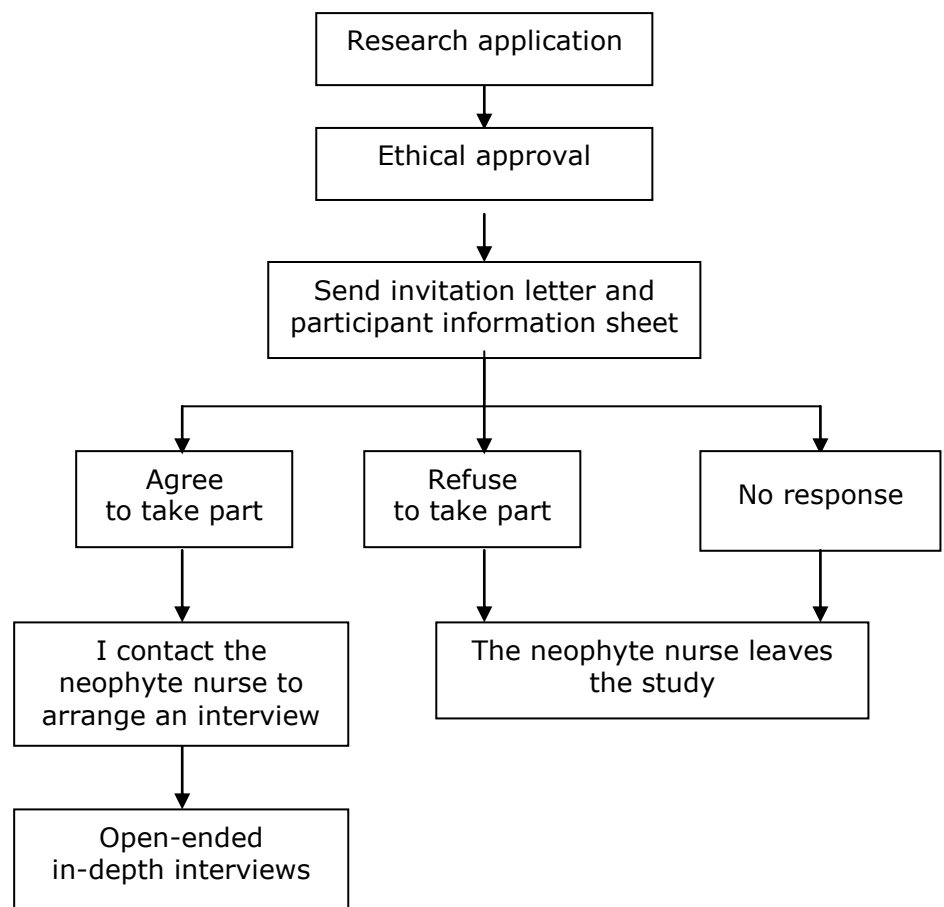 Research application
Ethical approval
Send invitation letter and
participant information sheet
Agree
to take part
Refuse
to take part
No response
I contact the
neophyte nurse to
arrange an interview
The neophyte nurse leaves
the study
Open-ended
in-depth interviews